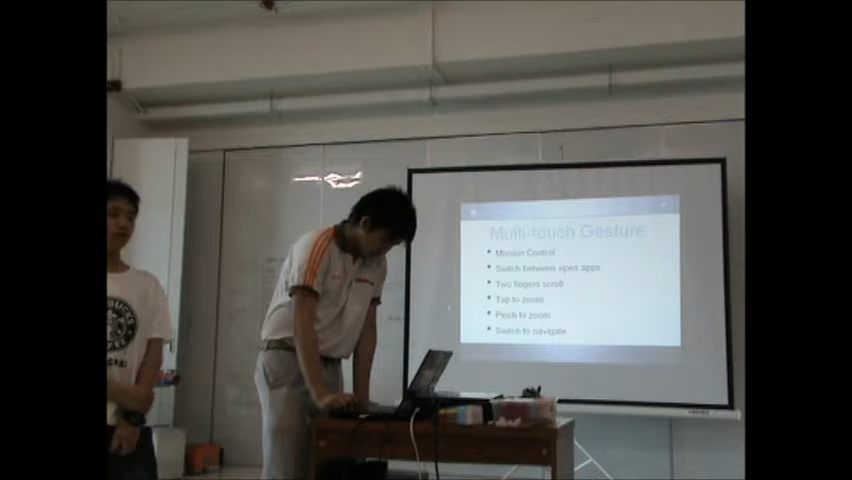 Multi-touch Gesture
Mission Control
Switch between open apps
Two fingers scroll
Tap to zoom
Pinch to zoom
Switch to navigate